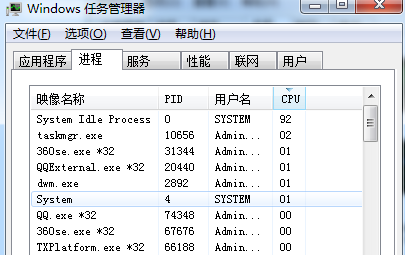 Windows 任务管理器
文件(F) 选项(O) 查看(V) 帮助(H)
应用程序 进程 服务 性能 联网 用户
映像名称 PID 用户名 CPU
System Idle Process 0 SYSTEM 92
taskmgr.exe 10656 Admin... 02
360se.exe *32 31344 Admin... 01
QQExternal.exe *32 20440 Admin... 01
dwm.exe 2892 Admin... 01
System 4 SYSTEM 01
QQ.exe *32 74348 Admin... 00
360se.exe *32 67676 Admin... 00
TXPlatform.exe *32 66188 Admin... 00